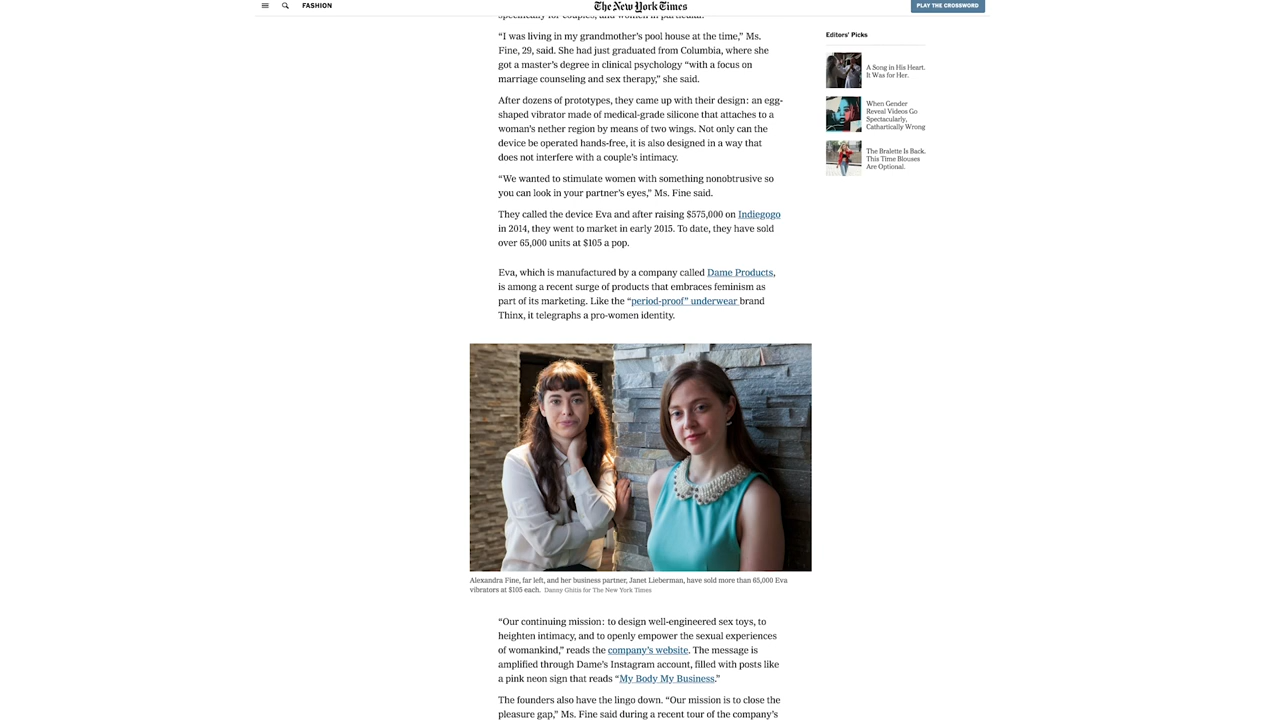 FASHION
The New York Times
PLAY THE CROSSWORD
specifically for couples, and women in particular.
“I was living in my grandmother’s pool house at the time,” Ms.
Fine, 29, said. She had just graduated from Columbia, where she
got a master’s degree in clinical psychology “with a focus on
marriage counseling and sex therapy,” she said.
After dozens of prototypes, they came up with their design: an egg-
shaped vibrator made of medical-grade silicone that attaches to a
woman’s nether region by means of two wings. Not only can the
device be operated hands-free, it is also designed in a way that
does not interfere with a couple’s intimacy.
“We wanted to stimulate women with something nonobtrusive so
you can look in your partner’s eyes,” Ms. Fine said.
They called the device Eva and after raising $575,000 on Indiegogo
in 2014, they went to market in early 2015. To date, they have sold
over 65,000 units at $105 a pop.
Eva, which is manufactured by a company called Dame Products,
is among a recent surge of products that embraces feminism as
part of its marketing. Like the “period-proof” underwear brand
Thinx, it telegraphs a pro-women identity.
Alexandra Fine, far left, and her business partner, Janet Lieberman, have sold more than 65,000 Eva
vibrators at $105 each. Danny Ghitis for The New York Times
“Our continuing mission: to design well-engineered sex toys, to
heighten intimacy, and to openly empower the sexual experiences
of womankind,” reads the company’s website. The message is
amplified through Dame’s Instagram account, filled with posts like
a pink neon sign that reads “My Body My Business.”
The founders also have the lingo down. “Our mission is to close the
pleasure gap,” Ms. Fine said during a recent tour of the company’s
Editors’ Picks
A Song in His Heart.
It Was for Her.
When Gender
Reveal Videos Go
Spectacularly,
Cathartically Wrong
The Bralette Is Back.
This Time Blouses
Are Optional.